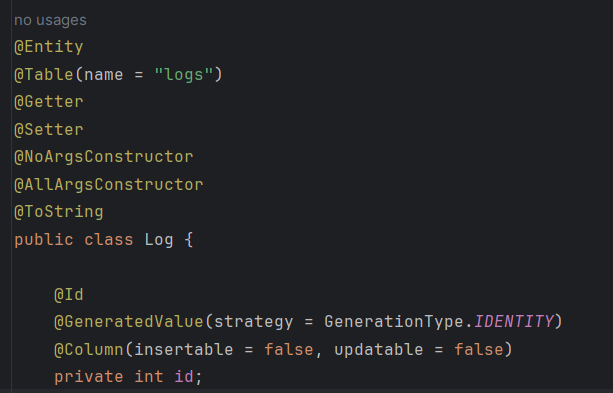 no usages
@Entity
@Table(name = "logs")
@Getter
@Setter
@NoArgsConstructor
@AllArgsConstructor
@ToString
public class Log {
@Id
@GeneratedValue(strategy = GenerationType.IDENTITY)
@Column(insertable = false, updatable = false)
private int id;